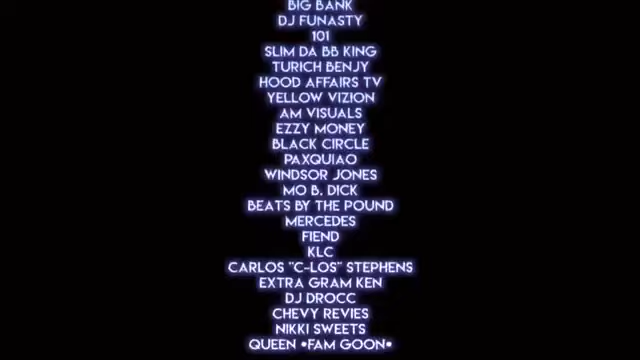 BIG BANK
DJ FUNASTY
101
SLIM DA BB KING
TURICH BENJY
HOOD AFFAIRS TV
YELLOW VIZION
AM VISUALS
EZZY MONEY
BLACK CIRCLE
PAXQUIAO
WINDSOR JONES
MO B. DICK
BEATS BY THE POUND
MERCEDES
FIEND
KLC
CARLOS "C-LOS" STEPHENS
EXTRA GRAM KEN
DJ DROCC
CHEVY REVIES
NIKKI SWEETS
QUEEN •FAM GOON•